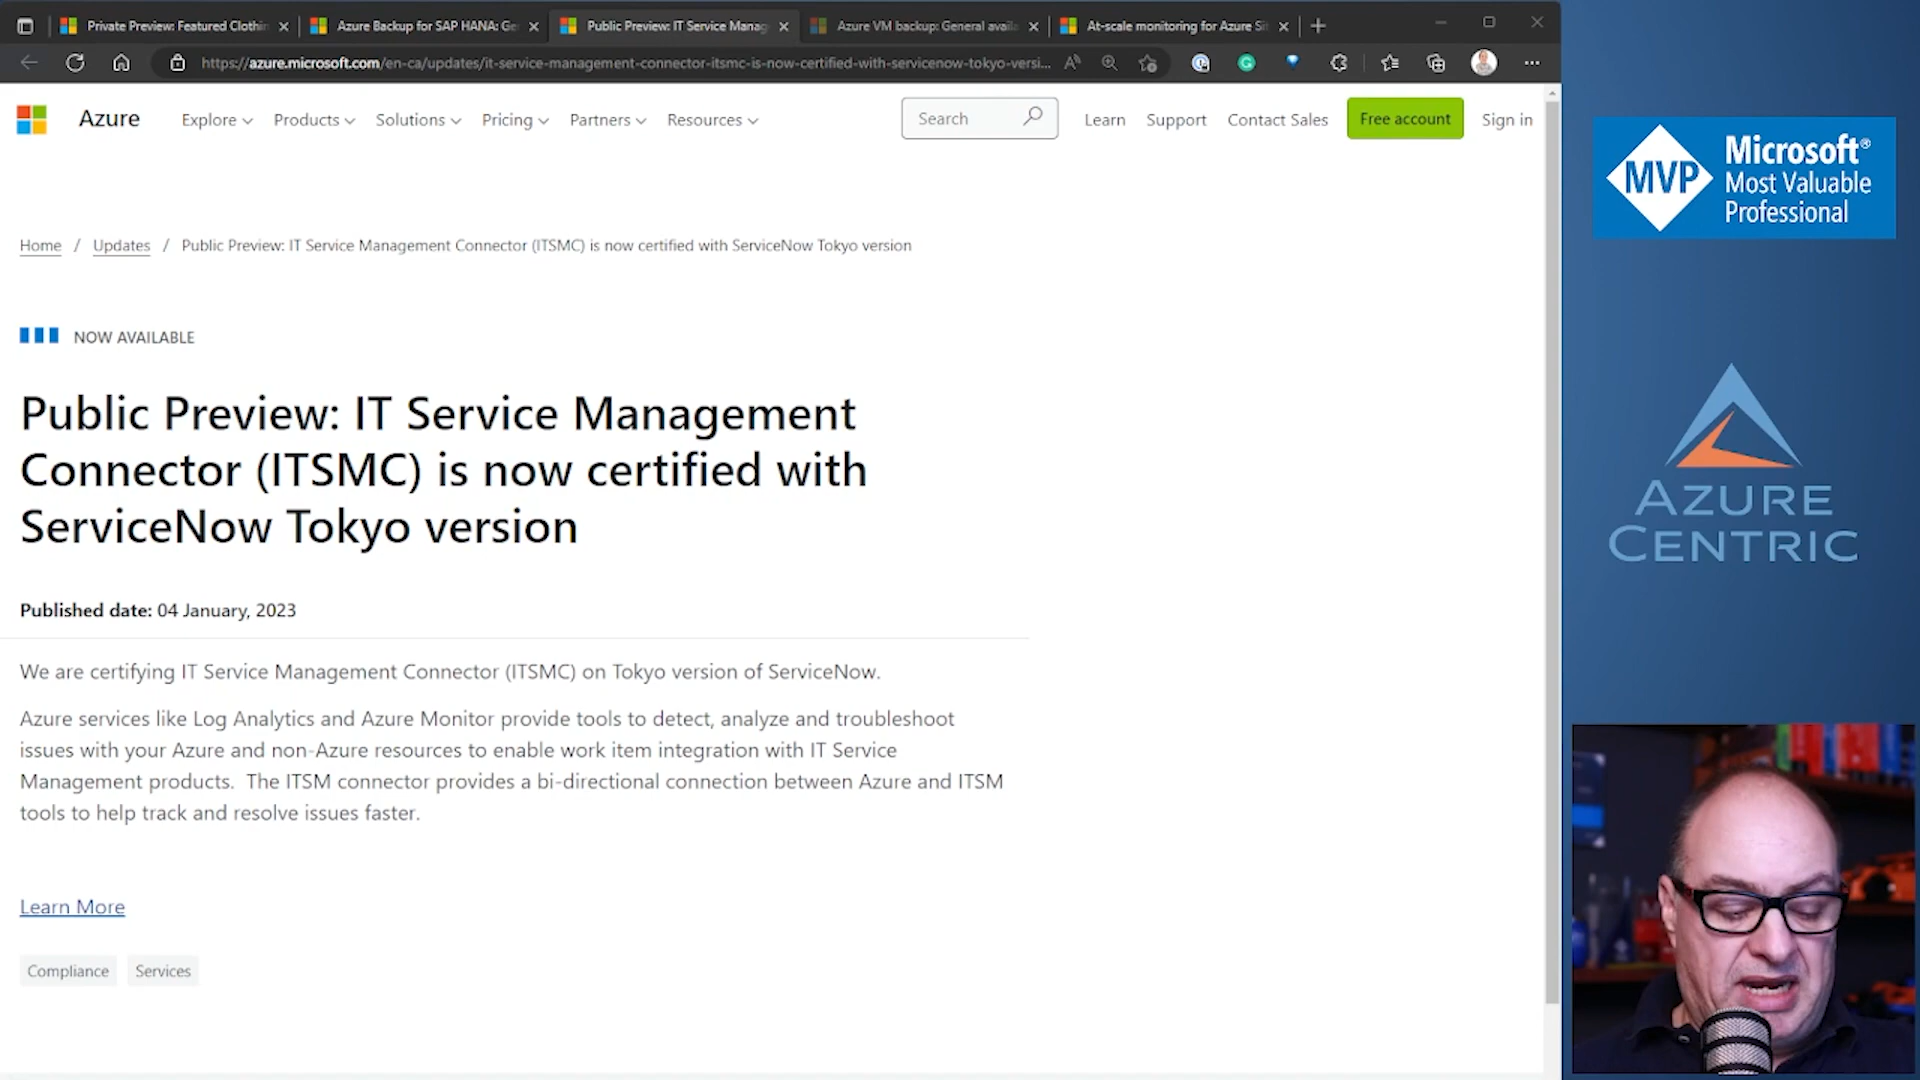 Private Preview: Featured Clothin
Azure Backup for SAP HANA: Ge
Public Preview: IT Service Manag
Azure VM backup: General avail
At-scale monitoring for Azure Sit
https://azure.microsoft.com/en-ca/updates/it-service-management-connector-itsmc-is-now-certified-with-servicenow-tokyo-versi...
Azure
Explore
Products
Solutions
Pricing
Partners
Resources
Search
Learn
Support
Contact Sales
Free account
Sign in
Home / Updates / Public Preview: IT Service Management Connector (ITSMC) is now certified with ServiceNow Tokyo version
NOW AVAILABLE
Public Preview: IT Service Management
Connector (ITSMC) is now certified with
ServiceNow Tokyo version
Published date: 04 January, 2023
We are certifying IT Service Management Connector (ITSMC) on Tokyo version of ServiceNow.
Azure services like Log Analytics and Azure Monitor provide tools to detect, analyze and troubleshoot
issues with your Azure and non-Azure resources to enable work item integration with IT Service
Management products. The ITSM connector provides a bi-directional connection between Azure and ITSM
tools to help track and resolve issues faster.
Learn More
Compliance
Services
MVP
Microsoft®
Most Valuable
Professional
AZURE
CENTRIC